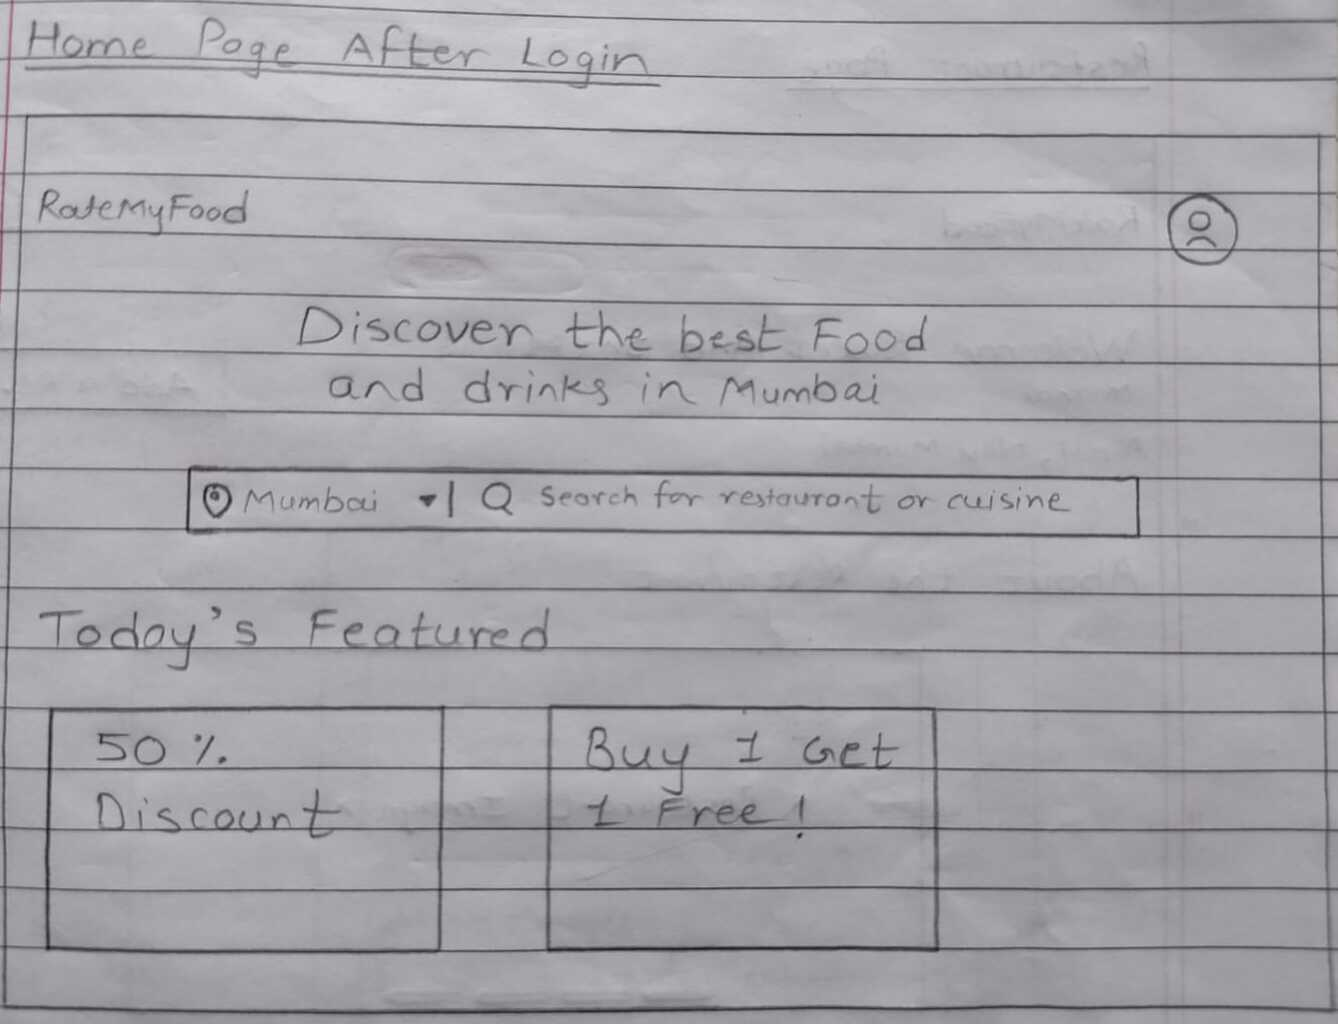 Home Page After Login
RateMyFood
Discover the best Food
and drinks in Mumbai
Mumbai | Search for restaurant or cuisine
Today's Featured
50%
Discount
Buy 1 Get
1 Free!